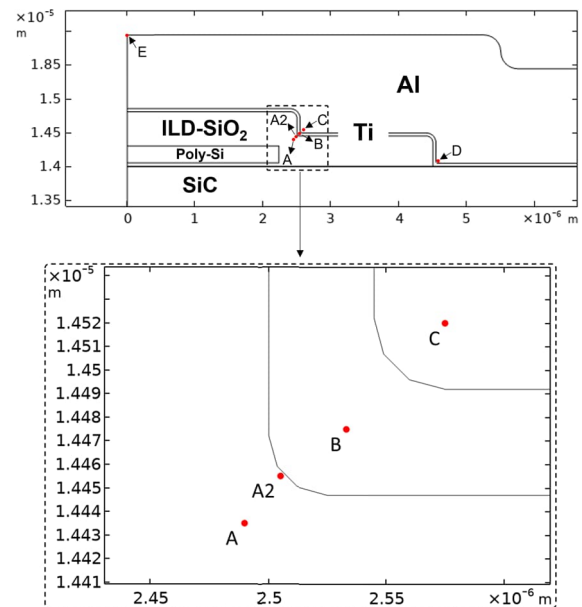 ×10⁻⁵
m
E
1.85
Al
1.5
A2
C
ILD-SiO₂
Ti
1.45
B
Poly-Si
A
D
1.4
SiC
1.35
0
1
2
3
4
5
×10⁻⁶ m
×10⁻⁵
m
1.452
C
1.451
1.45
1.449
1.448
B
1.447
1.446
A2
1.445
1.444
A
1.443
1.442
1.441
2.45
2.5
2.55
×10⁻⁶ m